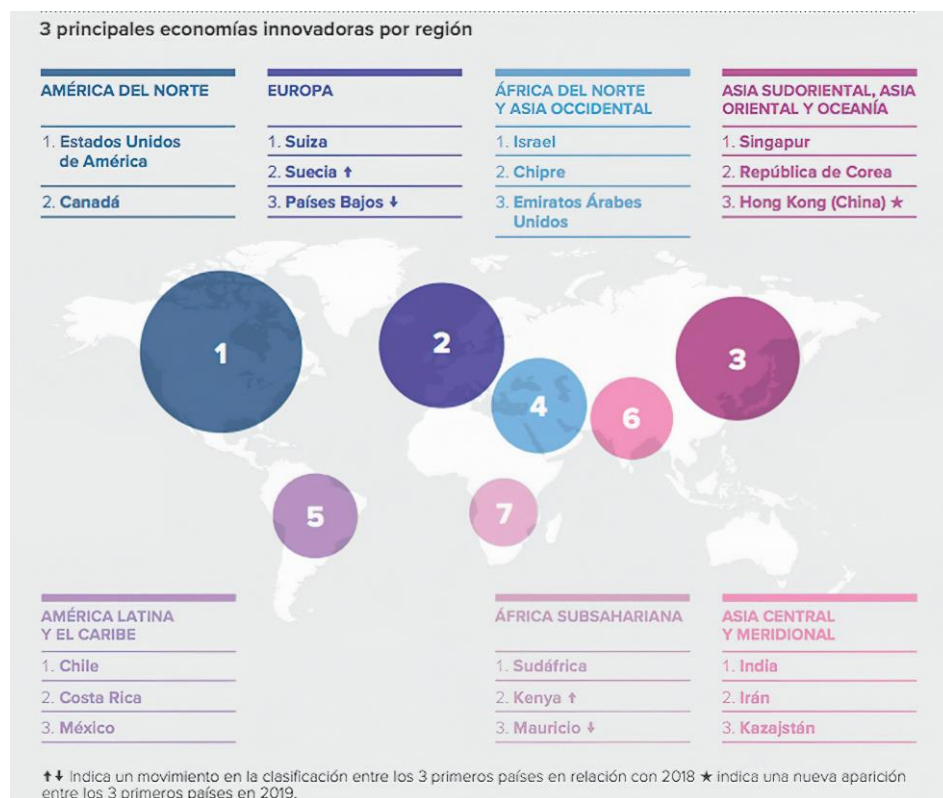 3 principales economías innovadoras por región
AMÉRICA DEL NORTE
1. Estados Unidos
de América
2. Canadá
EUROPA
1. Suiza
2. Suecia ↑
3. Países Bajos ↓
ÁFRICA DEL NORTE
Y ASIA OCCIDENTAL
1. Israel
2. Chipre
3. Emiratos Árabes
Unidos
ASIA SUDORIENTAL, ASIA
ORIENTAL Y OCEANÍA
1. Singapur
2. República de Corea
3. Hong Kong (China) ★
1
2
3
4
6
5
7
AMÉRICA LATINA
Y EL CARIBE
1. Chile
2. Costa Rica
3. México
ÁFRICA SUBSAHARIANA
1. Sudáfrica
2. Kenya ↑
3. Mauricio ↓
ASIA CENTRAL
Y MERIDIONAL
1. India
2. Irán
3. Kazajstán
↑↓ Indica un movimiento en la clasificación entre los 3 primeros países en relación con 2018 ★ indica una nueva aparición
entre los 3 primeros países en 2019.